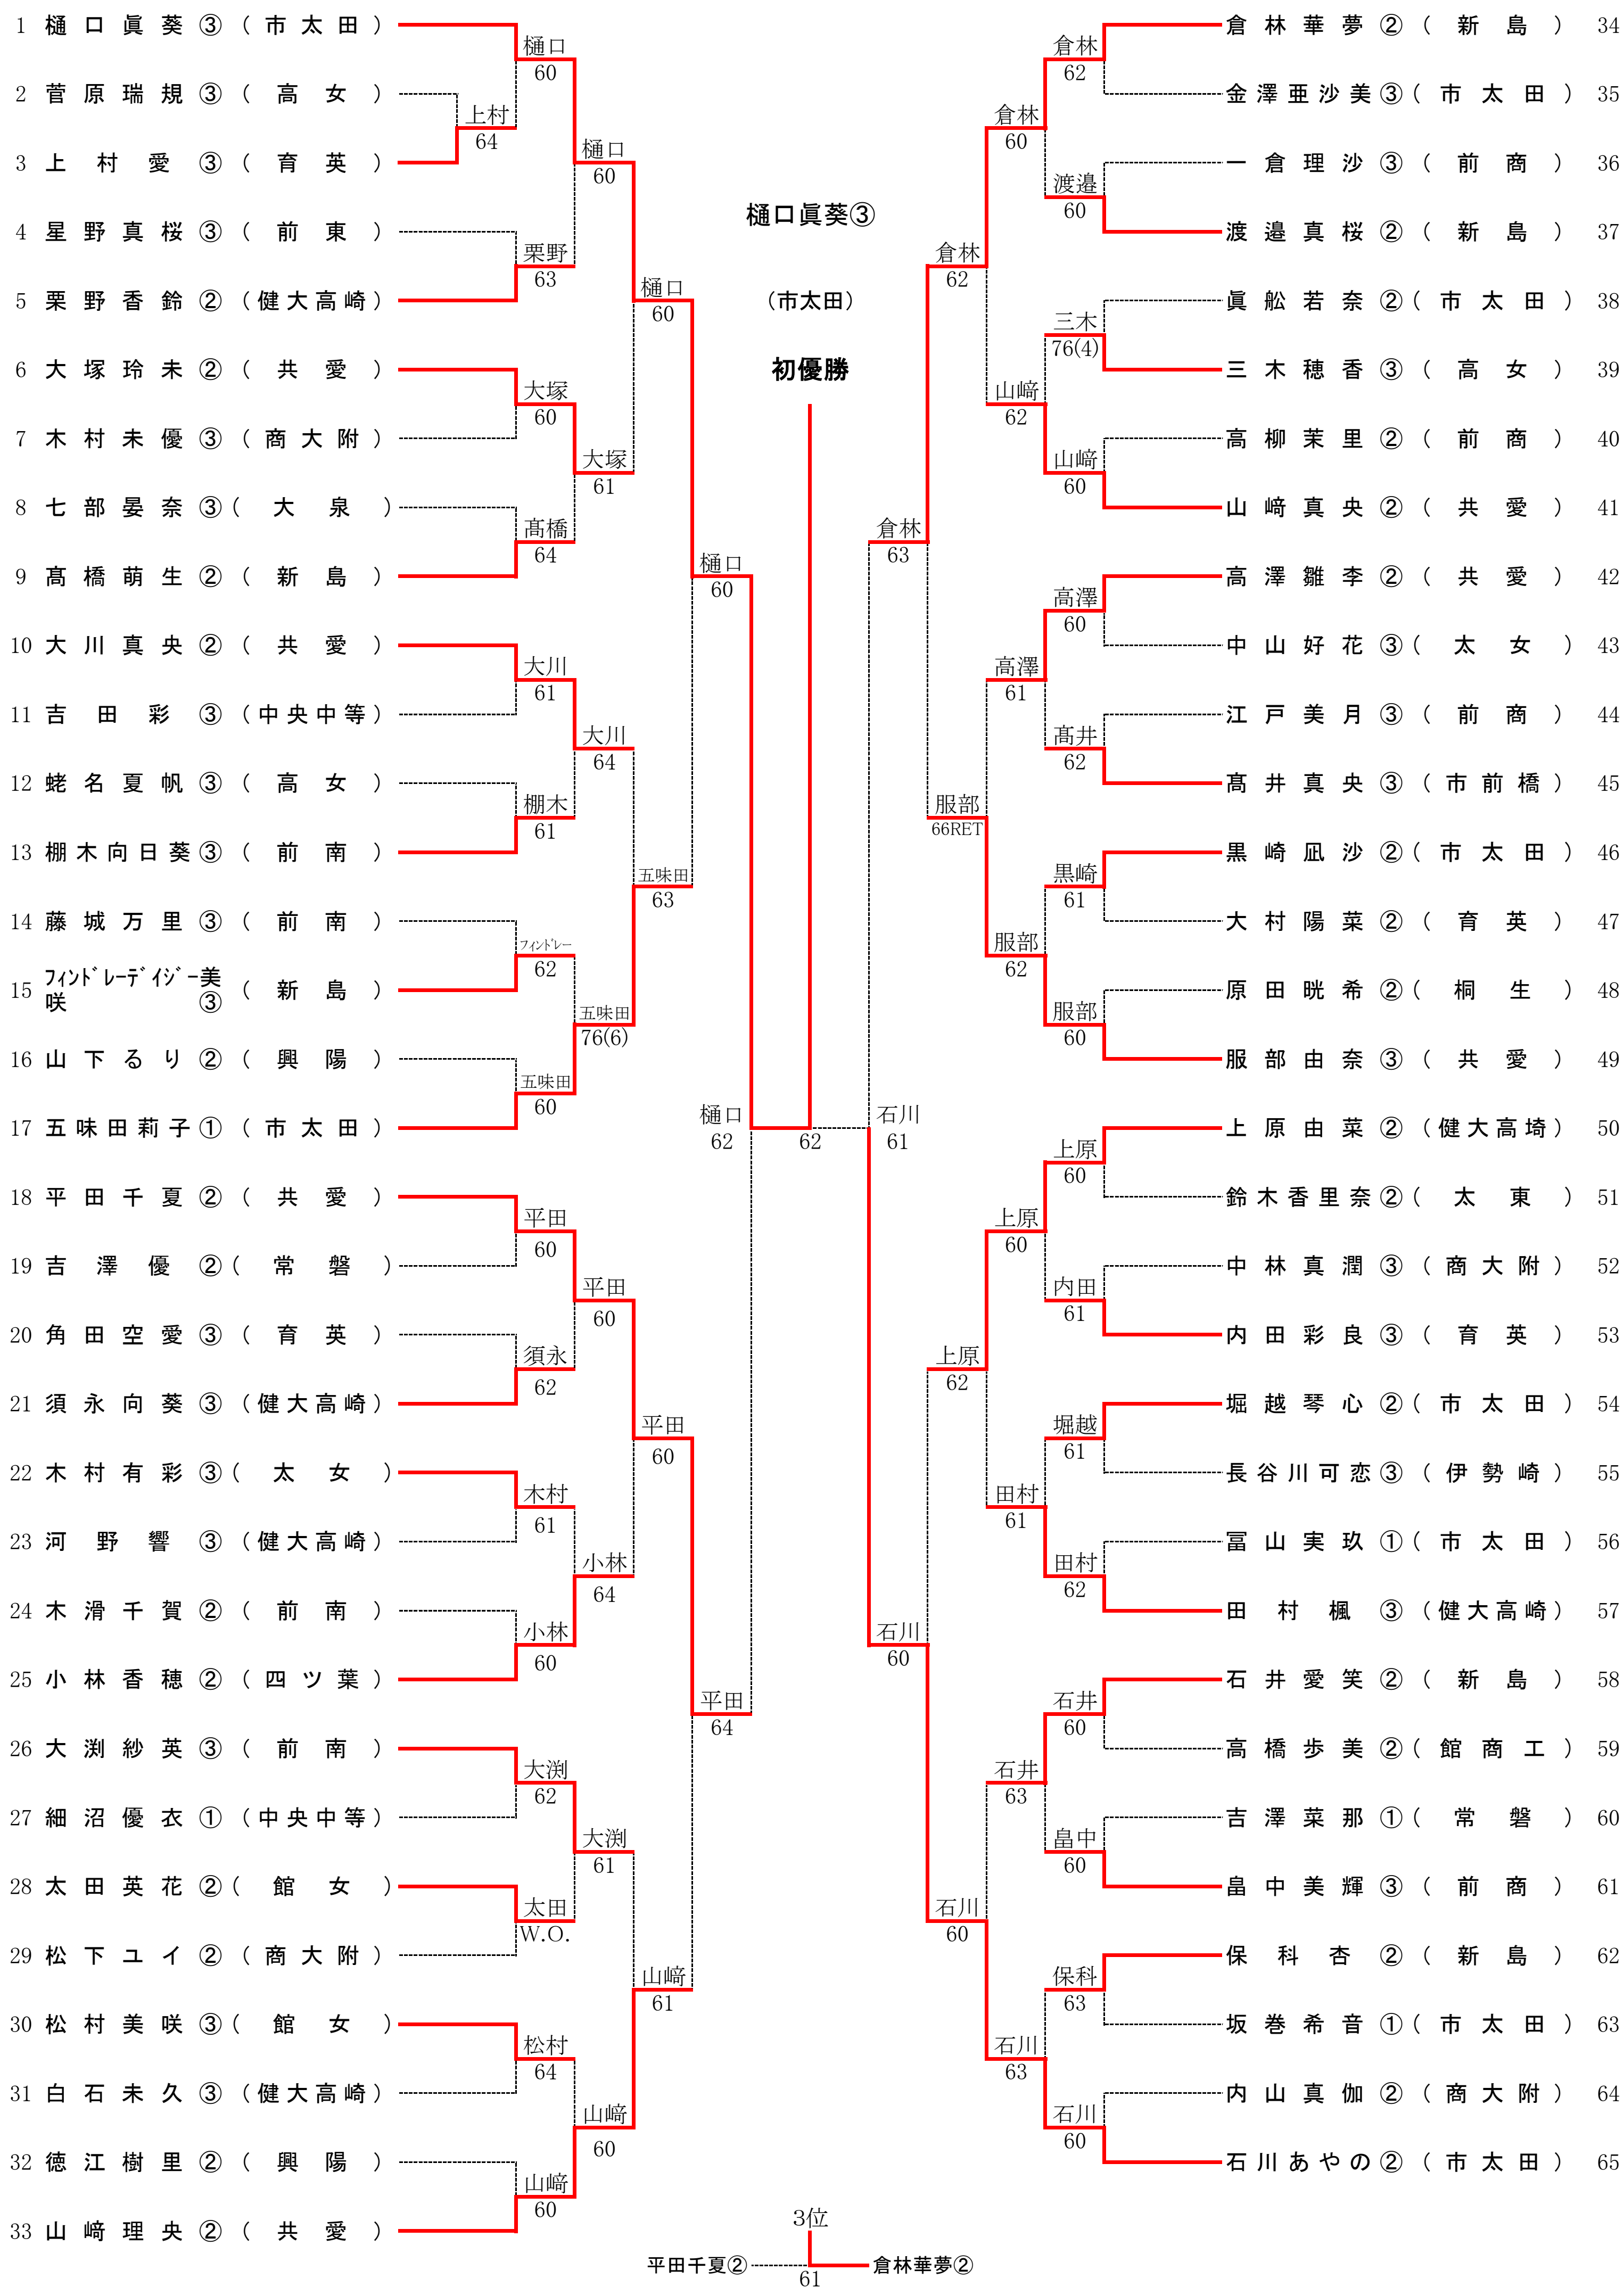 1 樋口眞葵③（市太田）
2 菅原瑞規③（高女）
3 上村愛③（育英）
4 星野真桜③（前東）
5 栗野香鈴②（健大高崎）
6 大塚玲未②（共愛）
7 木村未優③（商大附）
8 七部晏奈③（大泉）
9 髙橋萌生②（新島）
10 大川真央②（共愛）
11 吉田彩③（中央中等）
12 蛯名夏帆③（高女）
13 棚木向日葵③（前南）
14 藤城万里③（前南）
15 ﾌｨﾝﾄﾞﾚｰﾃﾞｲｼﾞｰ美
咲③（新島）
16 山下るり②（興陽）
17 五味田莉子①（市太田）
18 平田千夏②（共愛）
19 吉澤優②（常磐）
20 角田空愛③（育英）
21 須永向葵③（健大高崎）
22 木村有彩③（太女）
23 河野響③（健大高崎）
24 木滑千賀②（前南）
25 小林香穂②（四ツ葉）
26 大渕紗英③（前南）
27 細沼優衣①（中央中等）
28 太田英花②（館女）
29 松下ユイ②（商大附）
30 松村美咲③（館女）
31 白石未久③（健大高崎）
32 徳江樹里②（興陽）
33 山﨑理央②（共愛）
上村
64
樋口
60
栗野
63
大塚
60
髙橋
64
大川
61
棚木
61
ﾌｨﾝﾄﾞﾚｰ
62
五味田
60
平田
60
須永
62
木村
61
小林
60
大渕
62
太田
W.O.
松村
64
山﨑
60
樋口
60
大塚
61
大川
64
五味田
76(6)
平田
60
小林
64
大渕
61
山﨑
60
樋口
60
五味田
63
平田
60
山﨑
61
樋口
60
平田
64
樋口
62
樋口眞葵③
（市太田）
初優勝
62
石川
61
倉林
63
石川
60
倉林
62
服部
66RET
上原
62
石川
60
倉林
60
山﨑
62
高澤
61
服部
62
上原
60
田村
61
石井
63
石川
63
倉林
62
渡邉
60
三木
76(4)
山﨑
60
高澤
60
髙井
62
黒崎
61
服部
60
上原
60
内田
61
堀越
61
田村
62
石井
60
畠中
60
保科
63
石川
60
倉林華夢②（新島） 34
金澤亜沙美③（市太田） 35
一倉理沙③（前商） 36
渡邉真桜②（新島） 37
眞舩若奈②（市太田） 38
三木穂香③（高女） 39
高柳茉里②（前商） 40
山﨑真央②（共愛） 41
高澤雛李②（共愛） 42
中山好花③（太女） 43
江戸美月③（前商） 44
髙井真央③（市前橋） 45
黒崎凪沙②（市太田） 46
大村陽菜②（育英） 47
原田晄希②（桐生） 48
服部由奈③（共愛） 49
上原由菜②（健大高埼） 50
鈴木香里奈②（太東） 51
中林真潤③（商大附） 52
内田彩良③（育英） 53
堀越琴心②（市太田） 54
長谷川可恋③（伊勢崎） 55
冨山実玖①（市太田） 56
田村楓③（健大高崎） 57
石井愛笑②（新島） 58
高橋歩美②（館商工） 59
吉澤菜那①（常磐） 60
畠中美輝③（前商） 61
保科杏②（新島） 62
坂巻希音①（市太田） 63
内山真伽②（商大附） 64
石川あやの②（市太田） 65
3位
平田千夏② 倉林華夢②
61